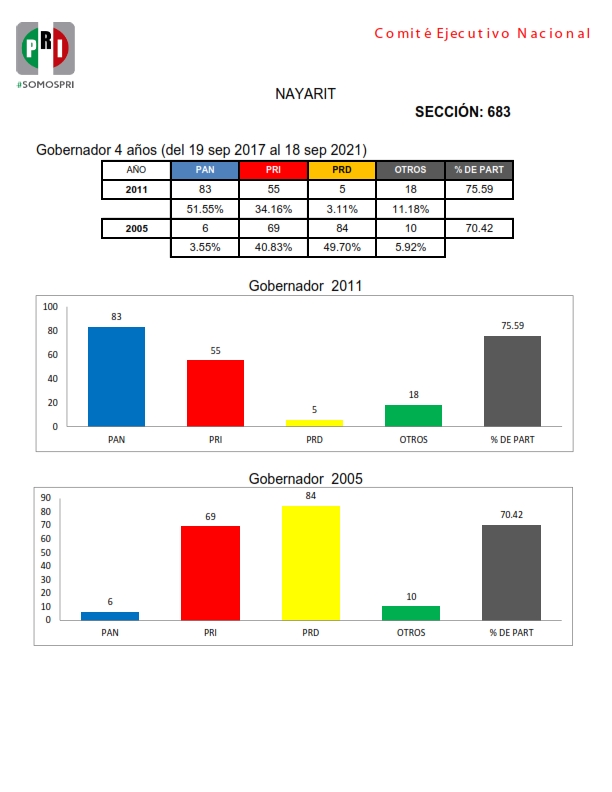 PRI
#SOMOSPRI
Comité Ejecutivo Nacional
NAYARIT
SECCIÓN: 683
Gobernador 4 años (del 19 sep 2017 al 18 sep 2021)
AÑO PAN PRI PRD OTROS % DE PART
2011 83 55 5 18 75.59
51.55% 34.16% 3.11% 11.18%
2005 6 69 84 10 70.42
3.55% 40.83% 49.70% 5.92%
Gobernador 2011
100
80
60
40
20
0
83
55
5
18
75.59
PAN PRI PRD OTROS % DE PART
Gobernador 2005
90
80
70
60
50
40
30
20
10
0
6
69
84
10
70.42
PAN PRI PRD OTROS % DE PART